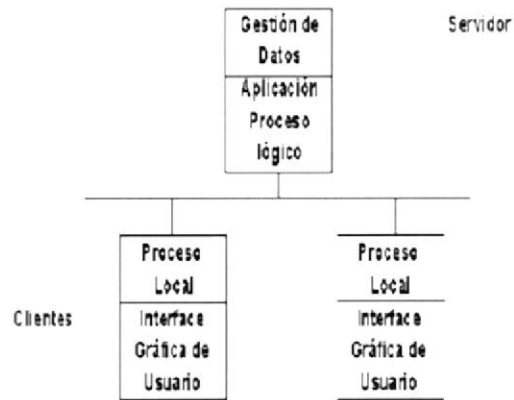 Gestión de
Datos
Servidor
Aplicación
Proceso
lógico
Proceso
Local
Proceso
Local
Clientes
Interface
Gráfica de
Usuario
Interface
Gráfica de
Usuario